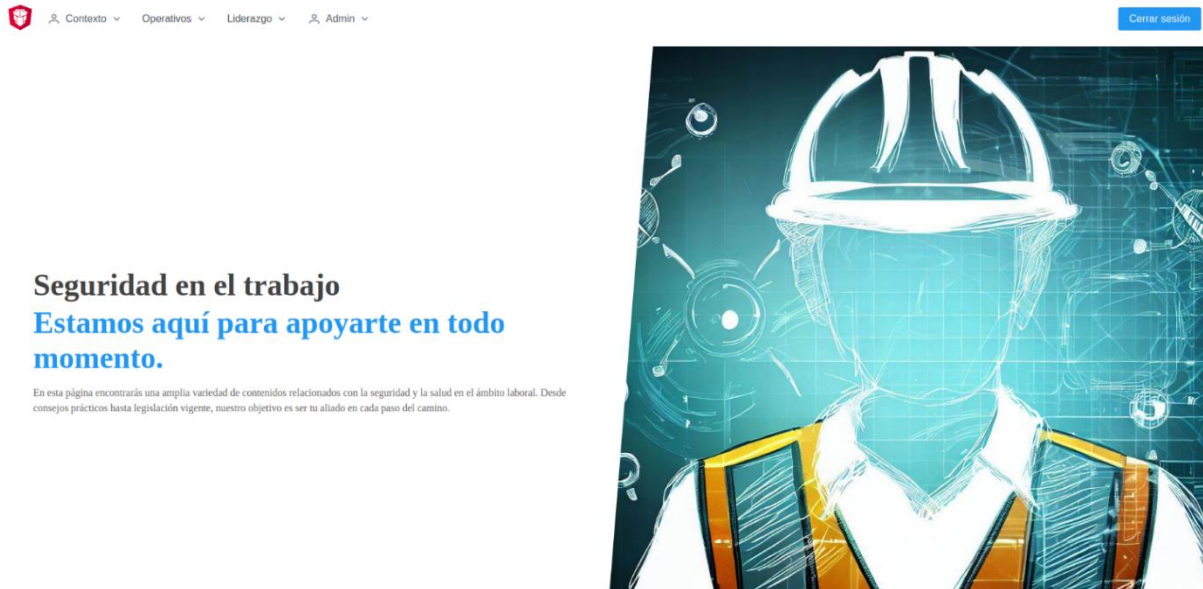 Contexto
Operativos
Liderazgo
Admin
Cerrar sesión
Seguridad en el trabajo
Estamos aquí para apoyarte en todo
momento.
En esta página encontrarás una amplia variedad de contenidos relacionados con la seguridad y la salud en el ámbito laboral. Desde
consejos prácticos hasta legislación vigente, nuestro objetivo es ser tu aliado en cada paso del camino.